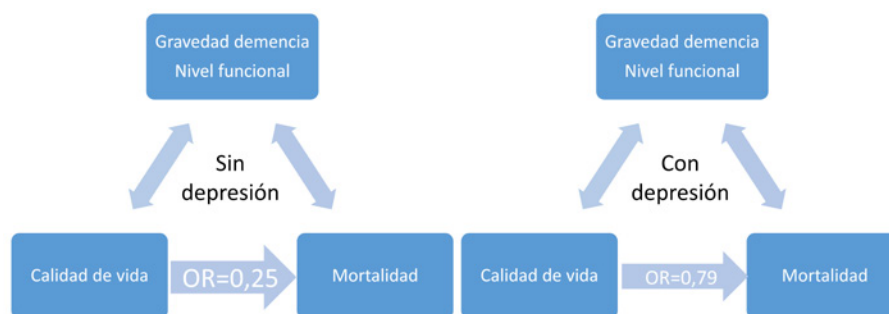 Gravedad demencia
Nivel funcional
Sin
depresión
Calidad de vida
OR=0,25
Mortalidad
Gravedad demencia
Nivel funcional
Con
depresión
Calidad de vida
OR=0,79
Mortalidad